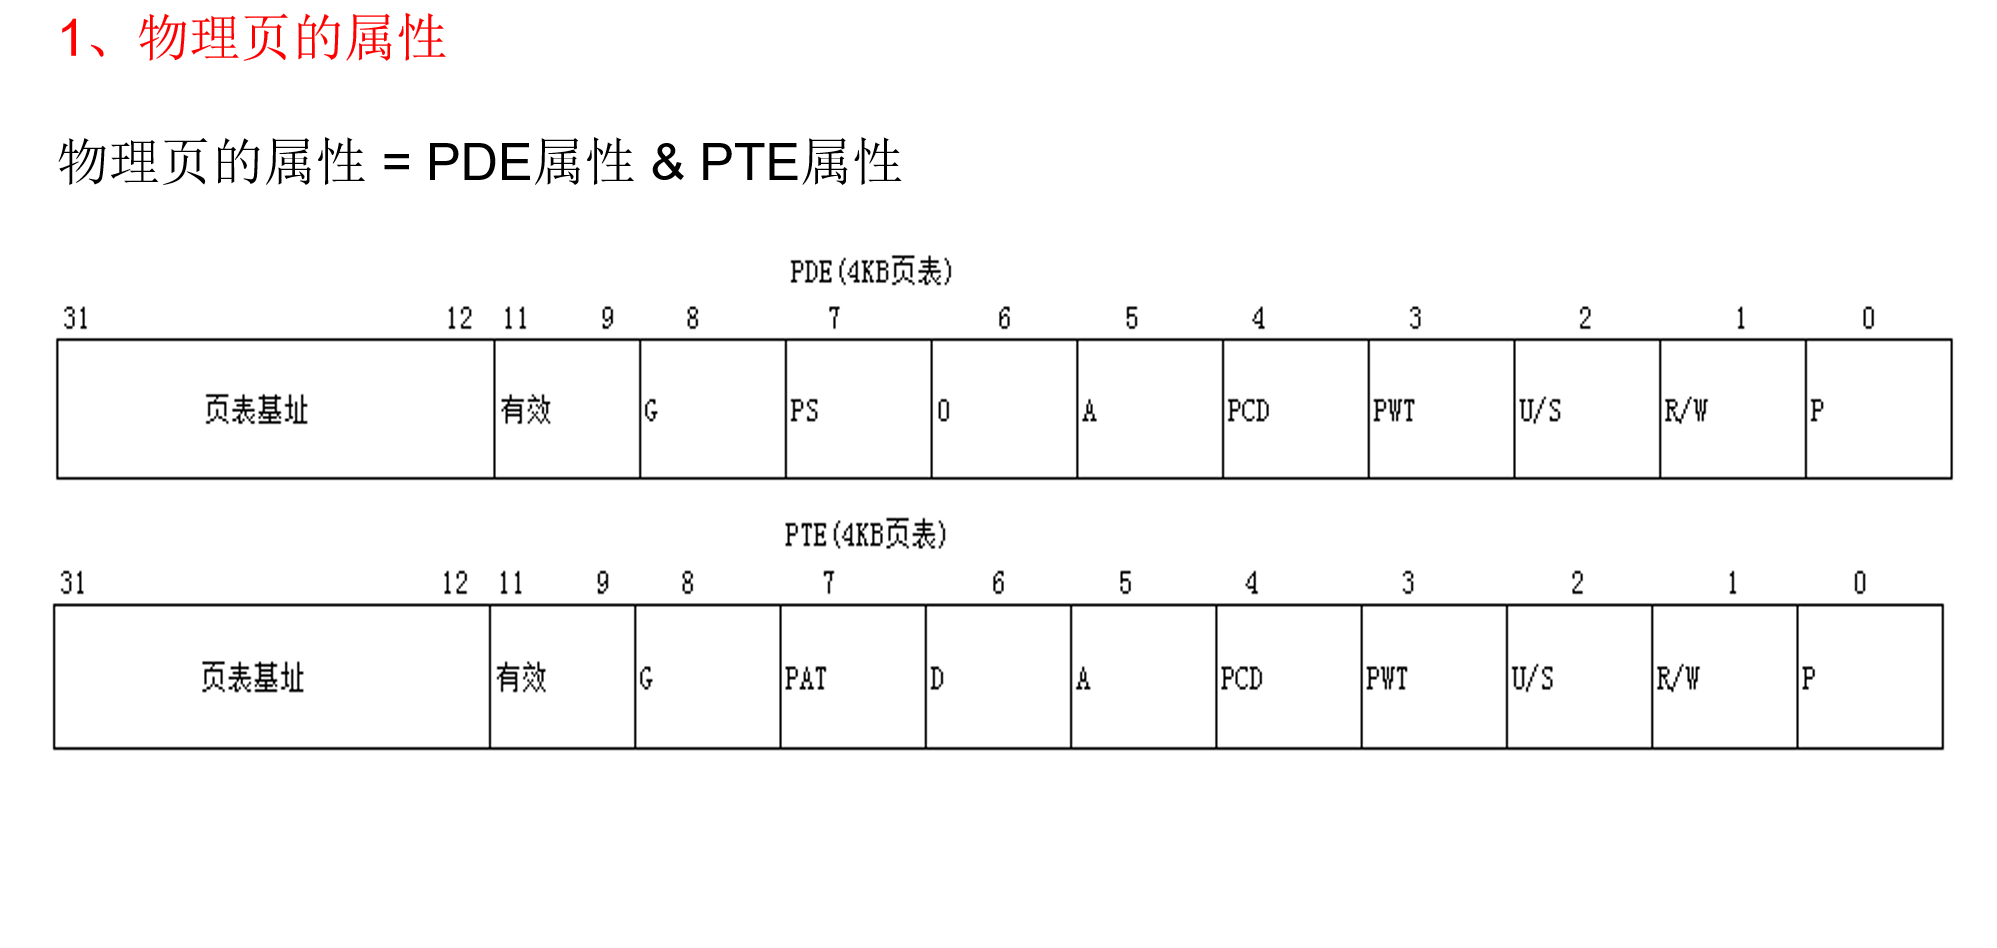 1、物理页的属性
物理页的属性 = PDE属性 & PTE属性
PDE(4KB页表)
31 12 11 9 8 7 6 5 4 3 2 1 0
页表基址 有效 G PS 0 A PCD PWT U/S R/W P
PTE(4KB页表)
31 12 11 9 8 7 6 5 4 3 2 1 0
页表基址 有效 G PAT D A PCD PWT U/S R/W P